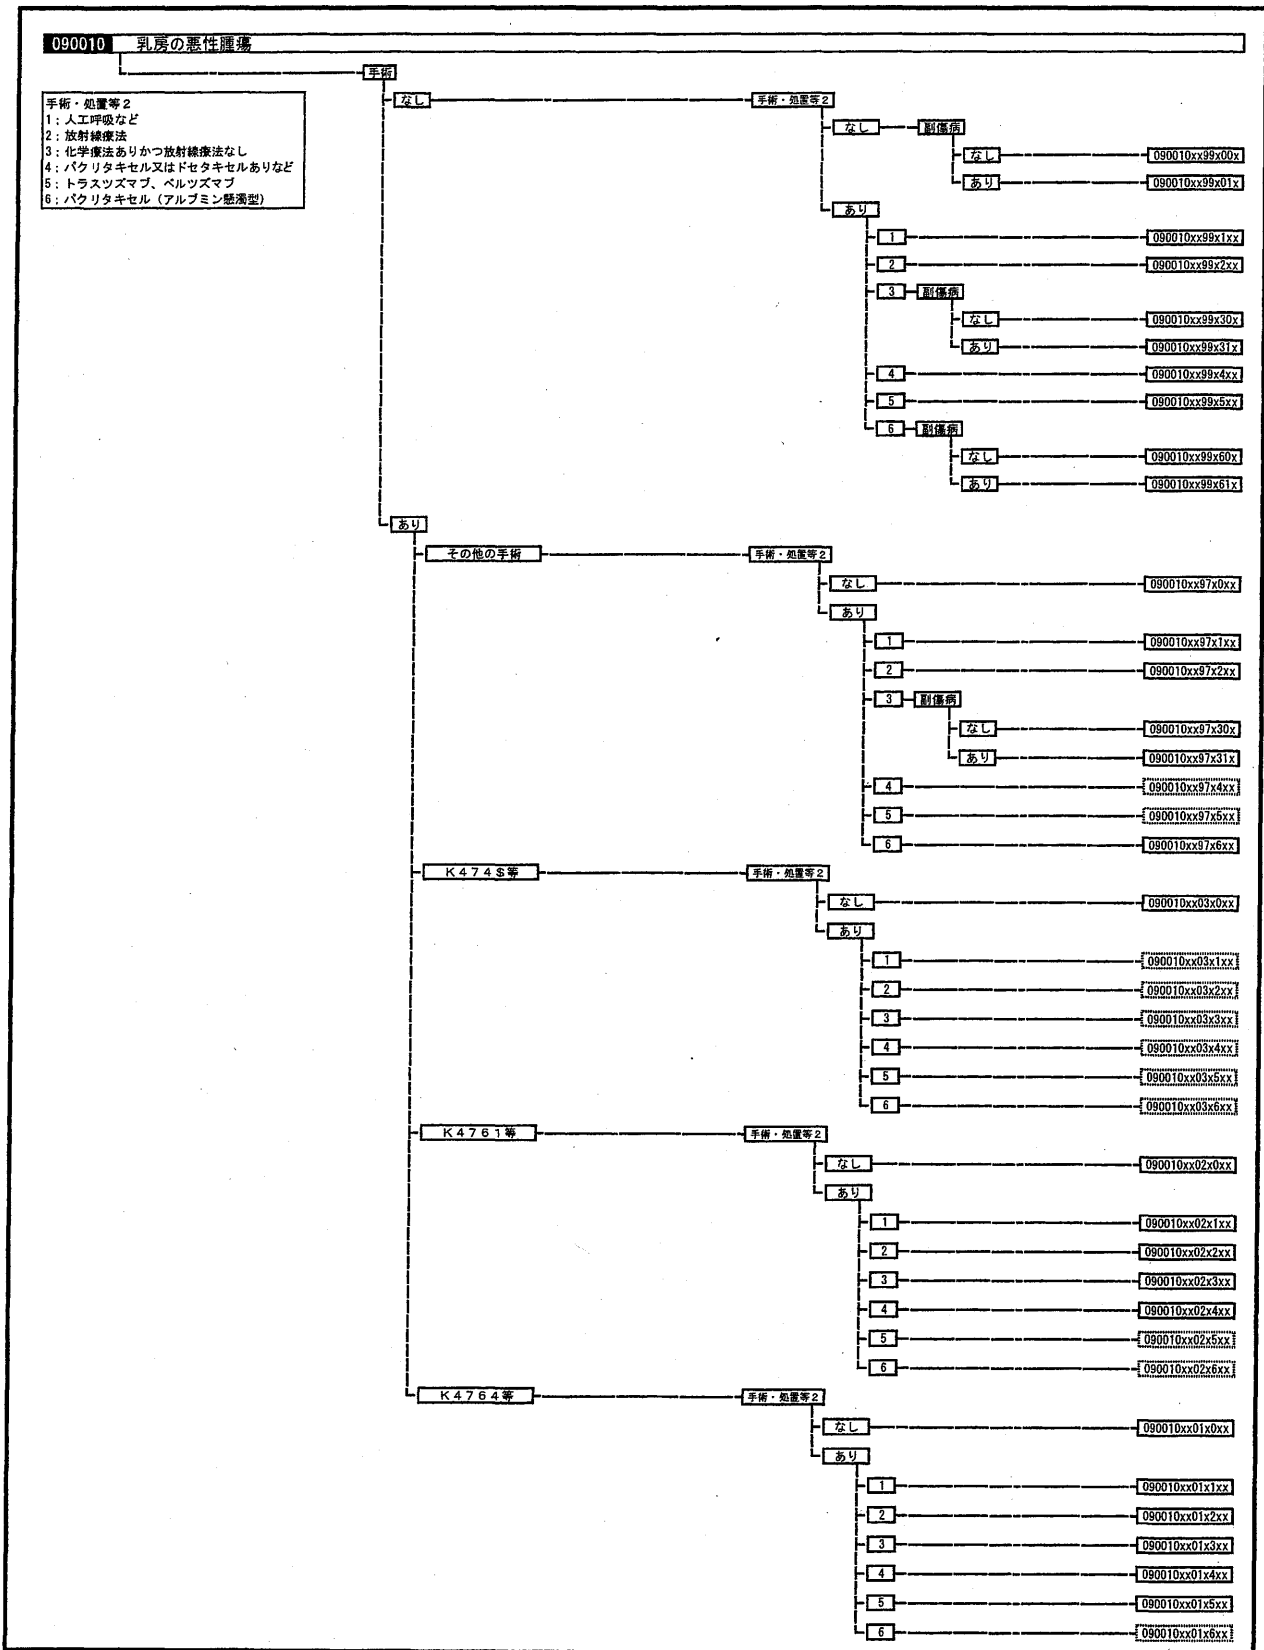 090010 乳房の悪性腫瘍
手術
手術・処置等2
1；人工呼吸など
2；放射線療法
3；化学療法ありかつ放射線療法なし
4；パクリタキセル又はドセタキセルありなど
5；トラスツズマブ、ペルツズマブ
6；パクリタキセル（アルブミン懸濁型）
なし 手術・処置等2
なし 副傷病
なし 090010xx99x00x
あり 090010xx99x01x
あり
1 090010xx99x1xx
2 090010xx99x2xx
3 副傷病
なし 090010xx99x30x
あり 090010xx99x31x
4 090010xx99x4xx
5 090010xx99x5xx
6 副傷病
なし 090010xx99x60x
あり 090010xx99x61x
あり
その他の手術 手術・処置等2
なし 090010xx97x0xx
あり
1 090010xx97x1xx
2 090010xx97x2xx
3 副傷病
なし 090010xx97x30x
あり 090010xx97x31x
4 090010xx97x4xx
5 090010xx97x5xx
6 090010xx97x6xx
K474$等 手術・処置等2
なし 090010xx03x0xx
あり
1 090010xx03x1xx
2 090010xx03x2xx
3 090010xx03x3xx
4 090010xx03x4xx
5 090010xx03x5xx
6 090010xx03x6xx
K4761等 手術・処置等2
なし 090010xx02x0xx
あり
1 090010xx02x1xx
2 090010xx02x2xx
3 090010xx02x3xx
4 090010xx02x4xx
5 090010xx02x5xx
6 090010xx02x6xx
K4764等 手術・処置等2
なし 090010xx01x0xx
あり
1 090010xx01x1xx
2 090010xx01x2xx
3 090010xx01x3xx
4 090010xx01x4xx
5 090010xx01x5xx
6 090010xx01x6xx